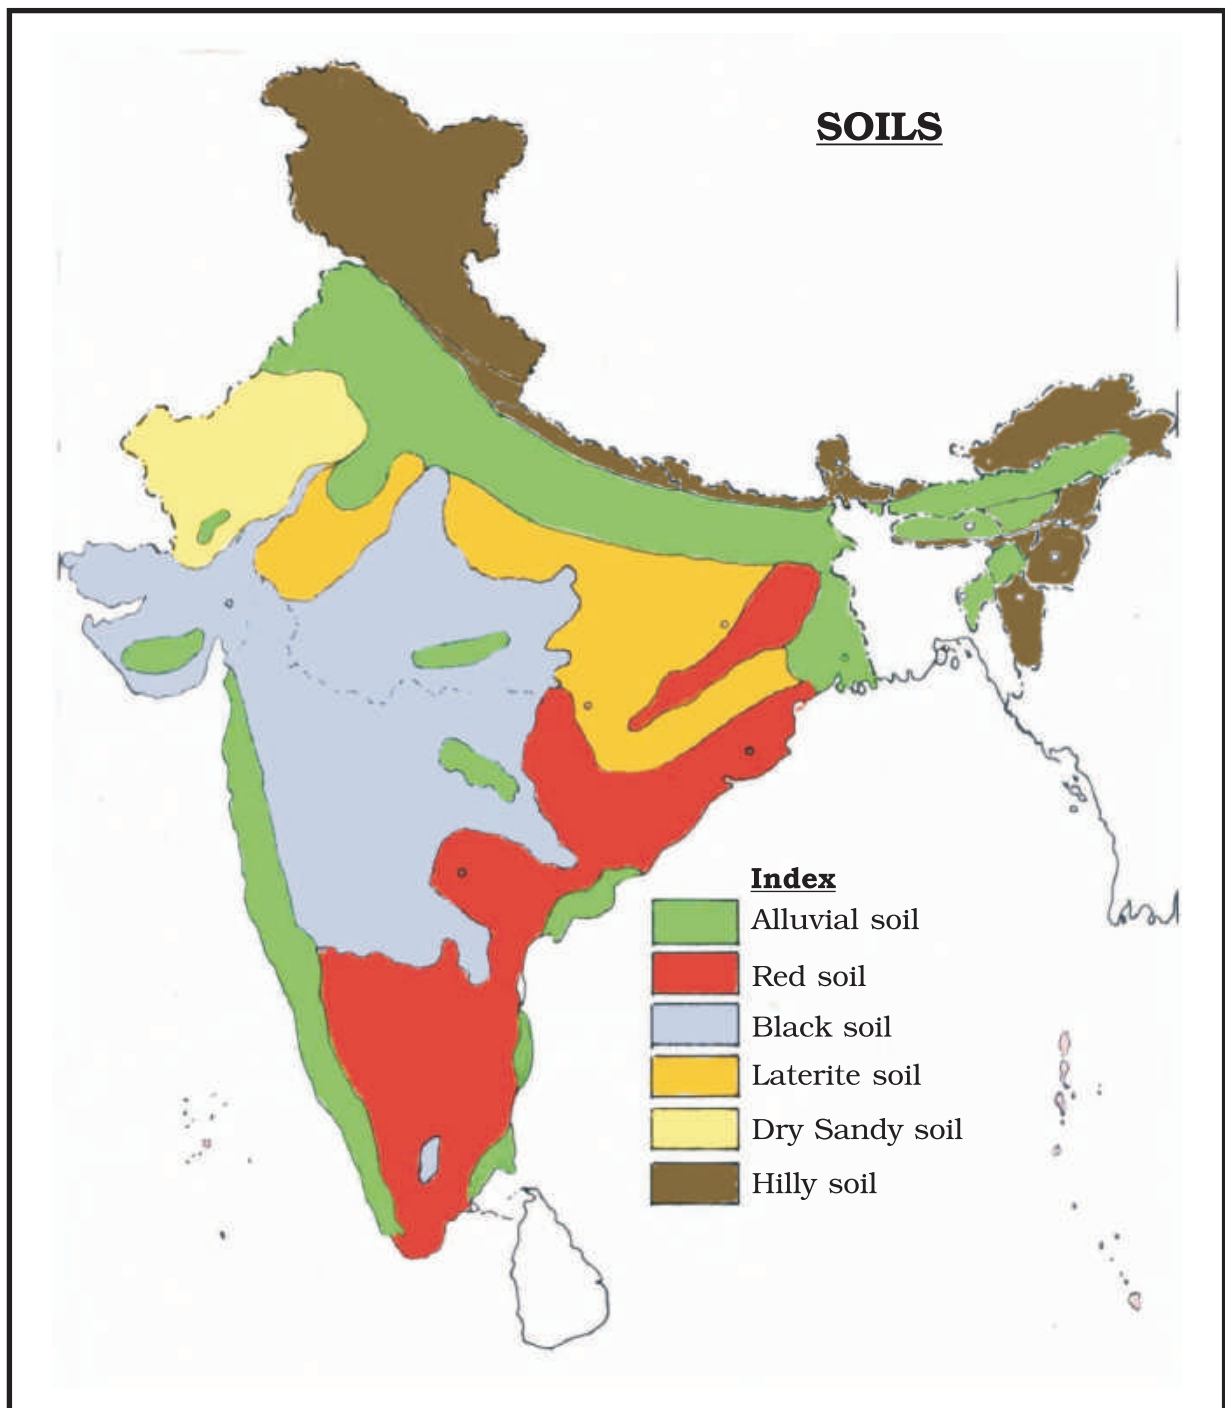 SOILS
Index
Alluvial soil
Red soil
Black soil
Laterite soil
Dry Sandy soil
Hilly soil